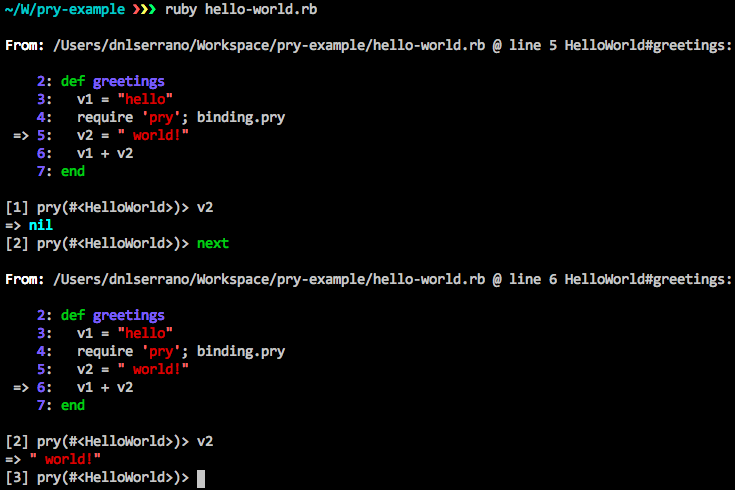 ~/W/pry-example ❯❯❯ ruby hello-world.rb
From: /Users/dnlserrano/Workspace/pry-example/hello-world.rb @ line 5 HelloWorld#greetings:
    2: def greetings
    3:   v1 = "hello"
    4:   require 'pry'; binding.pry
 => 5:   v2 = " world!"
    6:   v1 + v2
    7: end
[1] pry(#<HelloWorld>)> v2
=> nil
[2] pry(#<HelloWorld>)> next
From: /Users/dnlserrano/Workspace/pry-example/hello-world.rb @ line 6 HelloWorld#greetings:
    2: def greetings
    3:   v1 = "hello"
    4:   require 'pry'; binding.pry
    5:   v2 = " world!"
 => 6:   v1 + v2
    7: end
[2] pry(#<HelloWorld>)> v2
=> " world!"
[3] pry(#<HelloWorld>)>